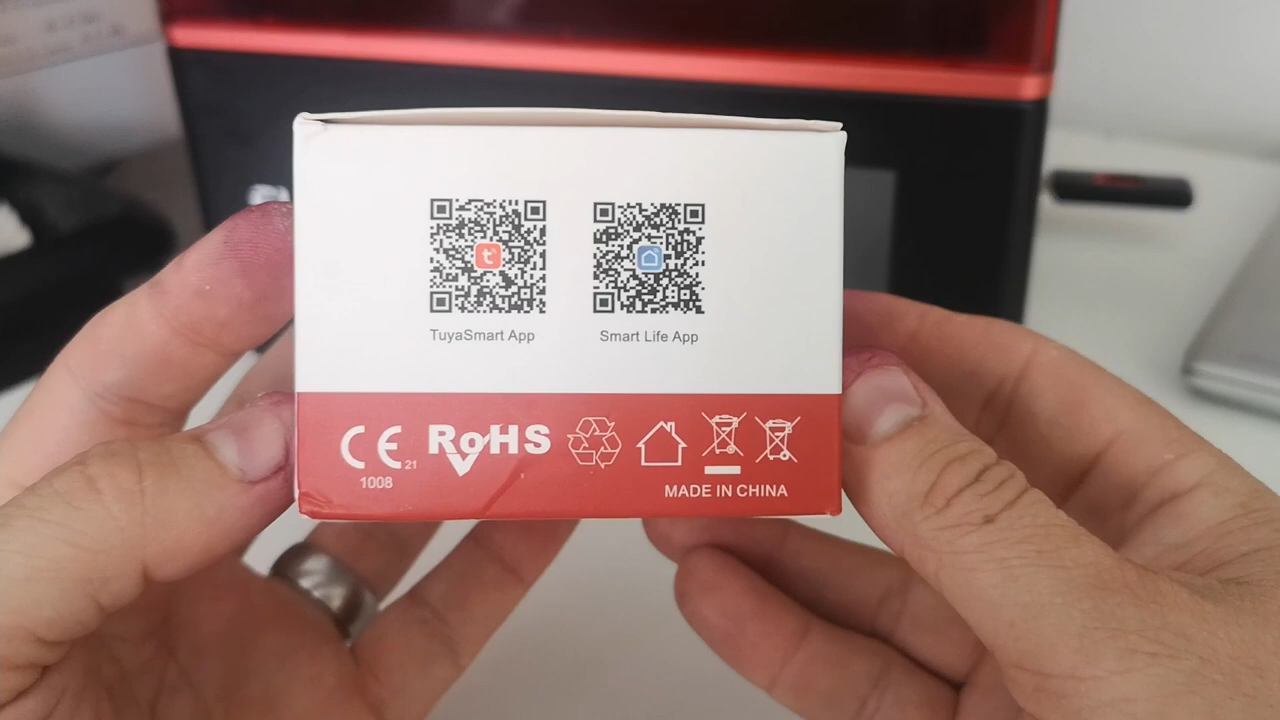 TuyaSmart App
Smart Life App
CE 21
1008
RoHS
MADE IN CHINA